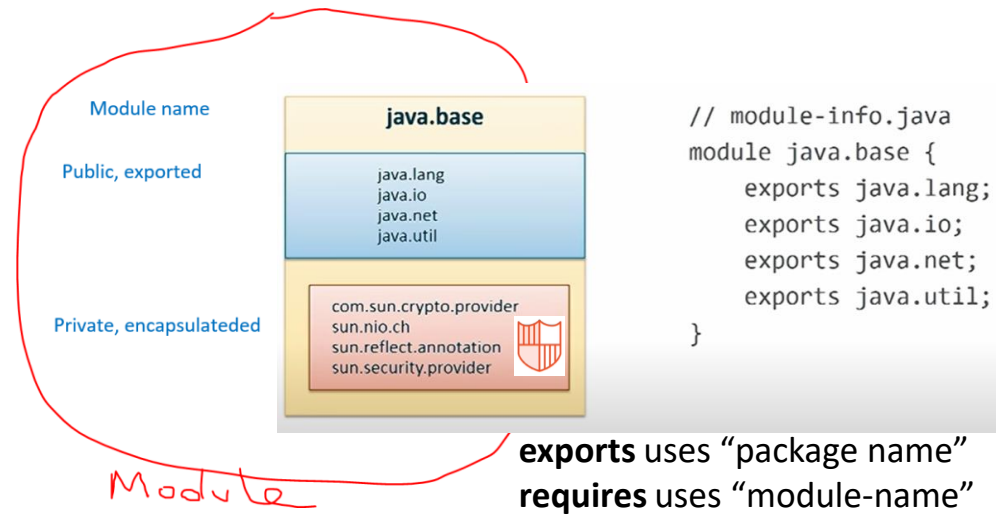 Module name
java.base
Public, exported
java.lang
java.io
java.net
java.util
Private, encapsulateded
com.sun.crypto.provider
sun.nio.ch
sun.reflect.annotation
sun.security.provider
// module-info.java
module java.base {
exports java.lang;
exports java.io;
exports java.net;
exports java.util;
}
exports uses “package name”
requires uses “module-name”
Module